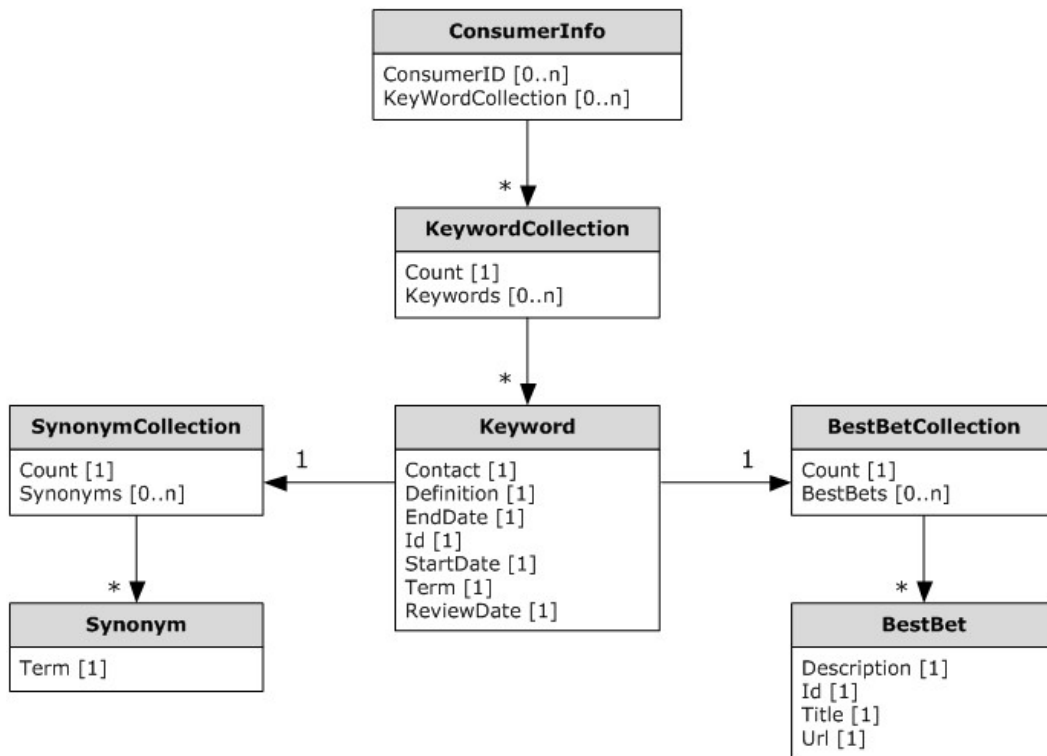 ConsumerInfo
ConsumerID [0..n]
KeyWordCollection [0..n]
*
KeywordCollection
Count [1]
Keywords [0..n]
*
SynonymCollection
Count [1]
Synonyms [0..n]
1
Keyword
Contact [1]
Definition [1]
EndDate [1]
Id [1]
StartDate [1]
Term [1]
ReviewDate [1]
1
BestBetCollection
Count [1]
BestBets [0..n]
*
Synonym
Term [1]
*
BestBet
Description [1]
Id [1]
Title [1]
Url [1]